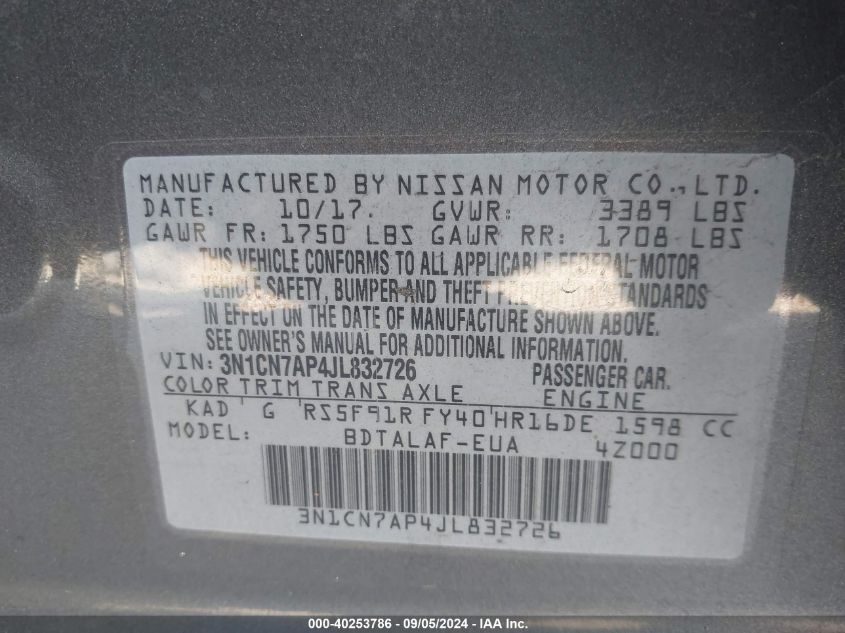 MANUFACTURED BY NISSAN MOTOR CO., LTD.
DATE: 10/17. GVWR: 3389 LBS
GAWR FR: 1750 LBS GAWR RR: 1708 LBS
THIS VEHICLE CONFORMS TO ALL APPLICABLE FEDERAL MOTOR
VEHICLE SAFETY, BUMPER AND THEFT PREVENTION STANDARDS
IN EFFECT ON THE DATE OF MANUFACTURE SHOWN ABOVE.
SEE OWNER'S MANUAL FOR ADDITIONAL INFORMATION.
VIN: 3N1CN7AP4JL832726 PASSENGER CAR.
COLOR TRIM TRANS AXLE ENGINE
KAD G RS5F91R FY40 HR16DE 1598 CC
MODEL: BDTALAF-EUA 4Z000
3N1CN7AP4JL832726
000-40253786 - 09/05/2024 - IAA Inc.